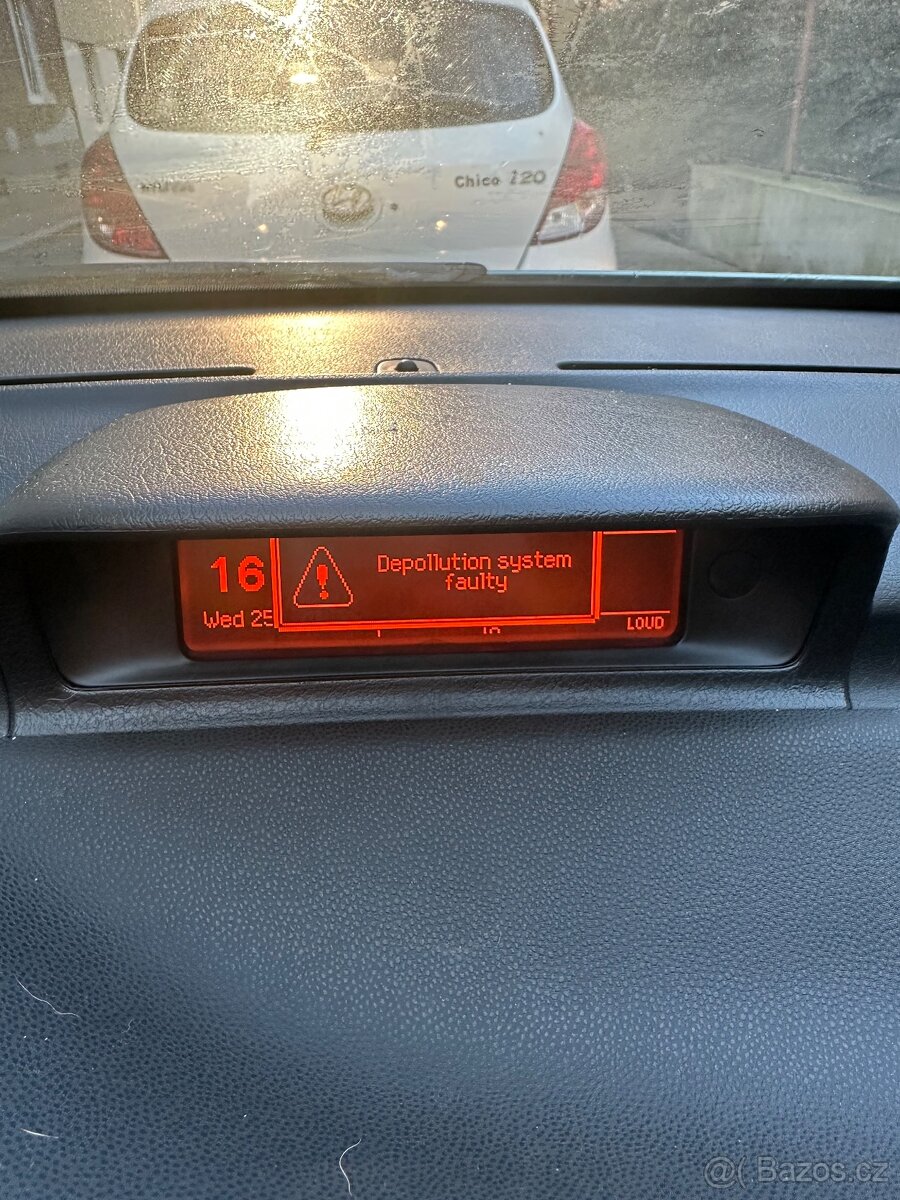 Chico i20
16
Depollution system
faulty
Wed 25
LOUD
@( Bazos.cz